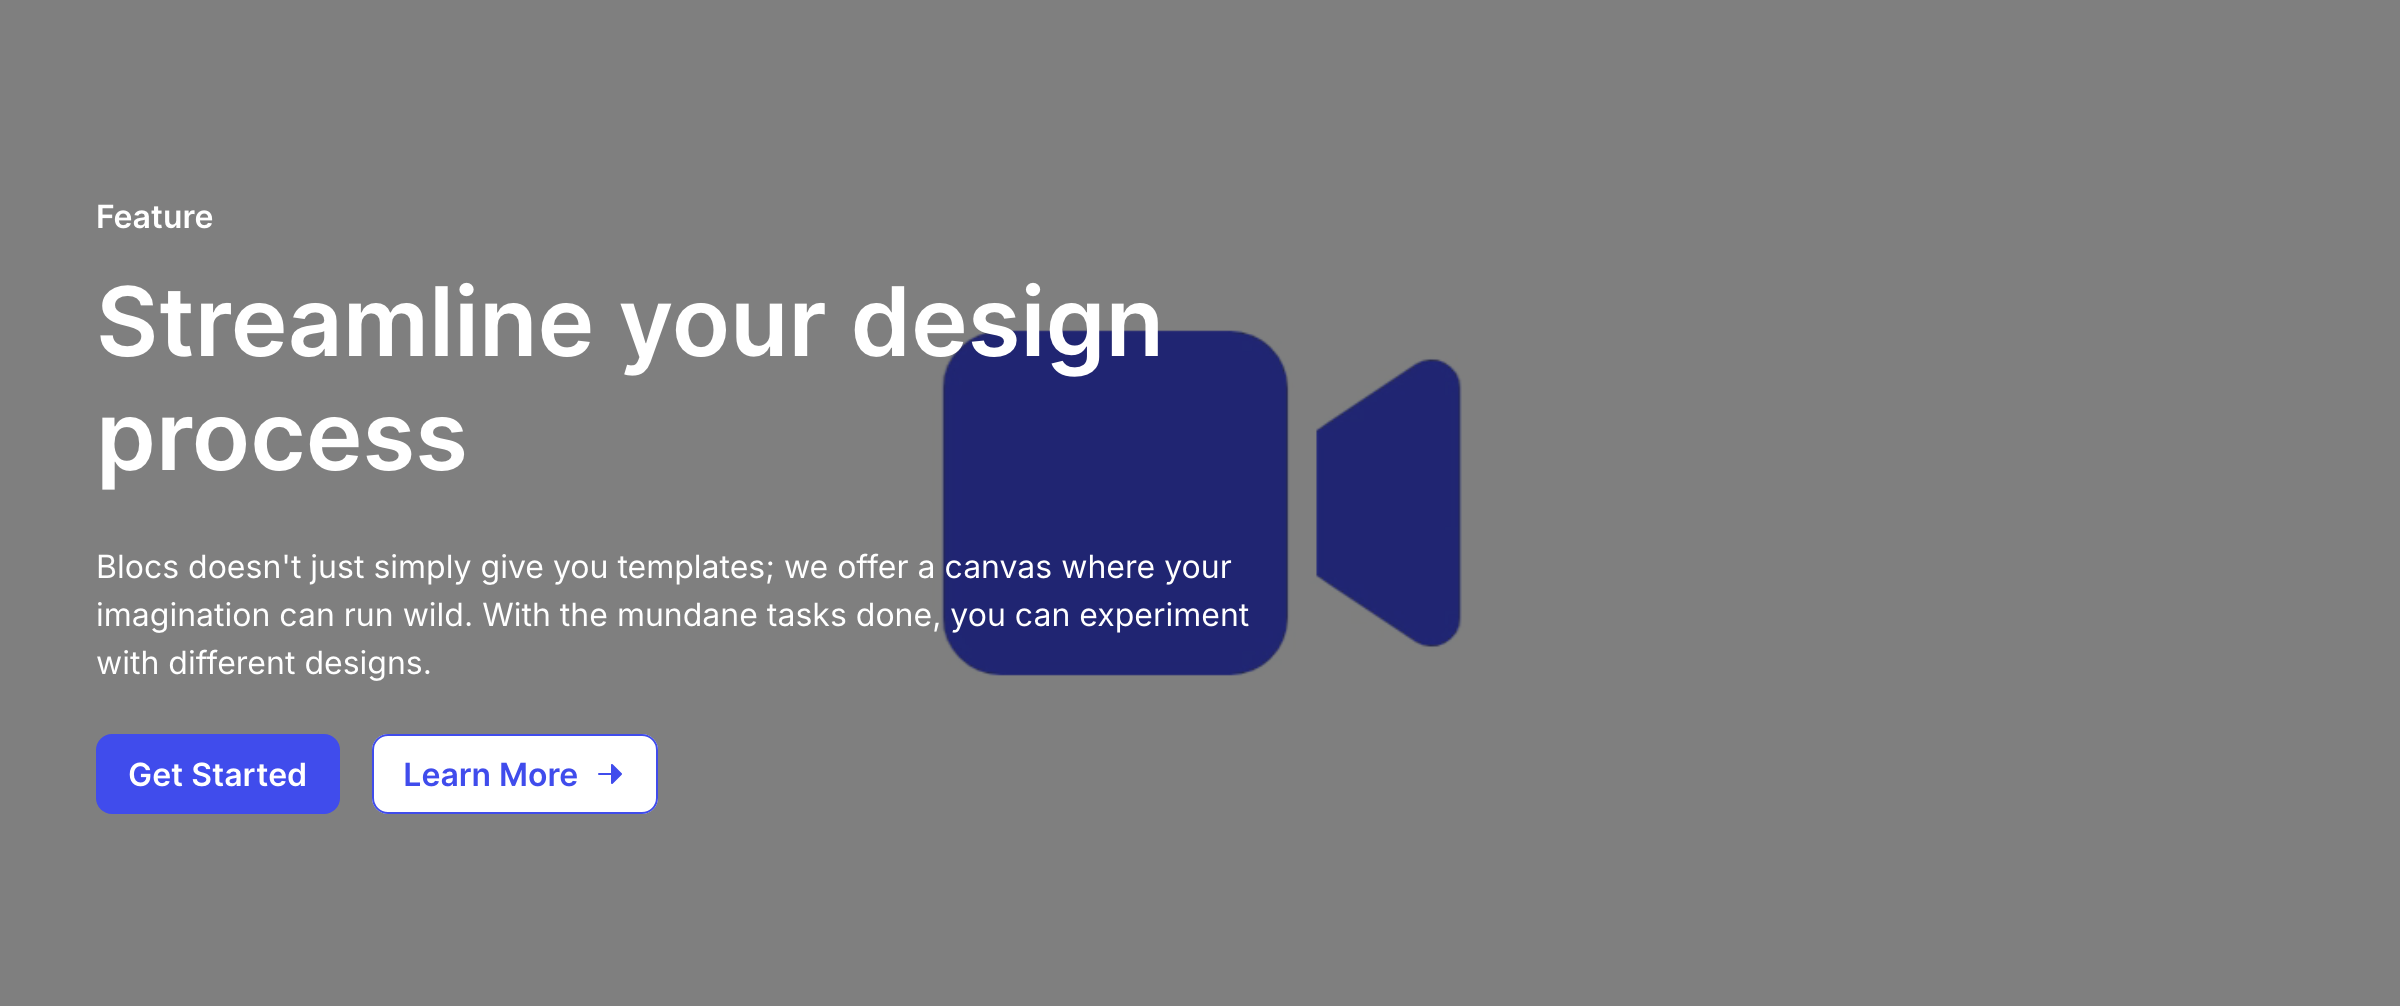 Feature
Streamline your design
process
Blocs doesn't just simply give you templates; we offer a canvas where your
imagination can run wild. With the mundane tasks done, you can experiment
with different designs.
Get Started
Learn More